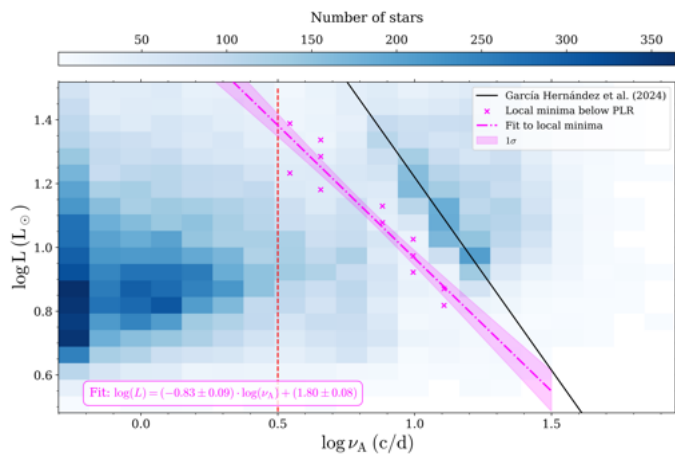 Number of stars
50 100 150 200 250 300 350
García Hernández et al. (2024)
Local minima below PLR
Fit to local minima
1σ
1.4
1.2
1.0
0.8
0.6
log L (L☉)
Fit: log(L) = (−0.83 ± 0.09) · log(ν_A) + (1.80 ± 0.08)
0.0 0.5 1.0 1.5
log ν_A (c/d)